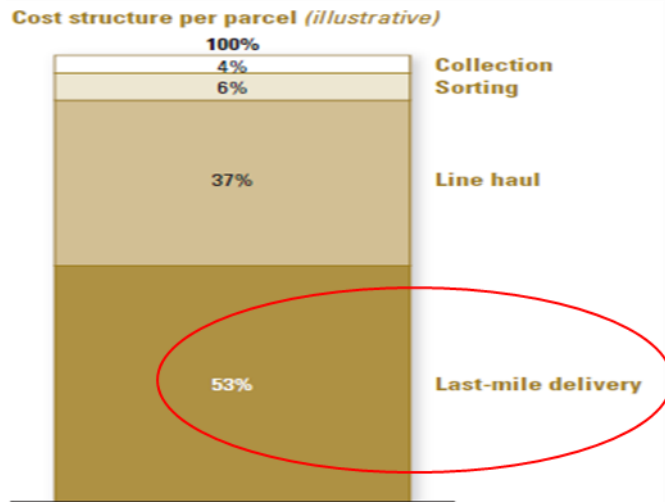 Cost structure per parcel (illustrative)
100%
4% Collection
6% Sorting
37% Line haul
53% Last-mile delivery